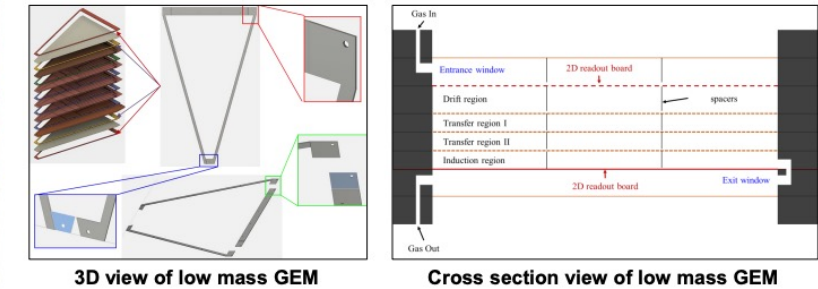 Gas In
Entrance window
2D readout board
Drift region
spacers
Transfer region I
Transfer region II
Induction region
Exit window
2D readout board
Gas Out
3D view of low mass GEM
Cross section view of low mass GEM